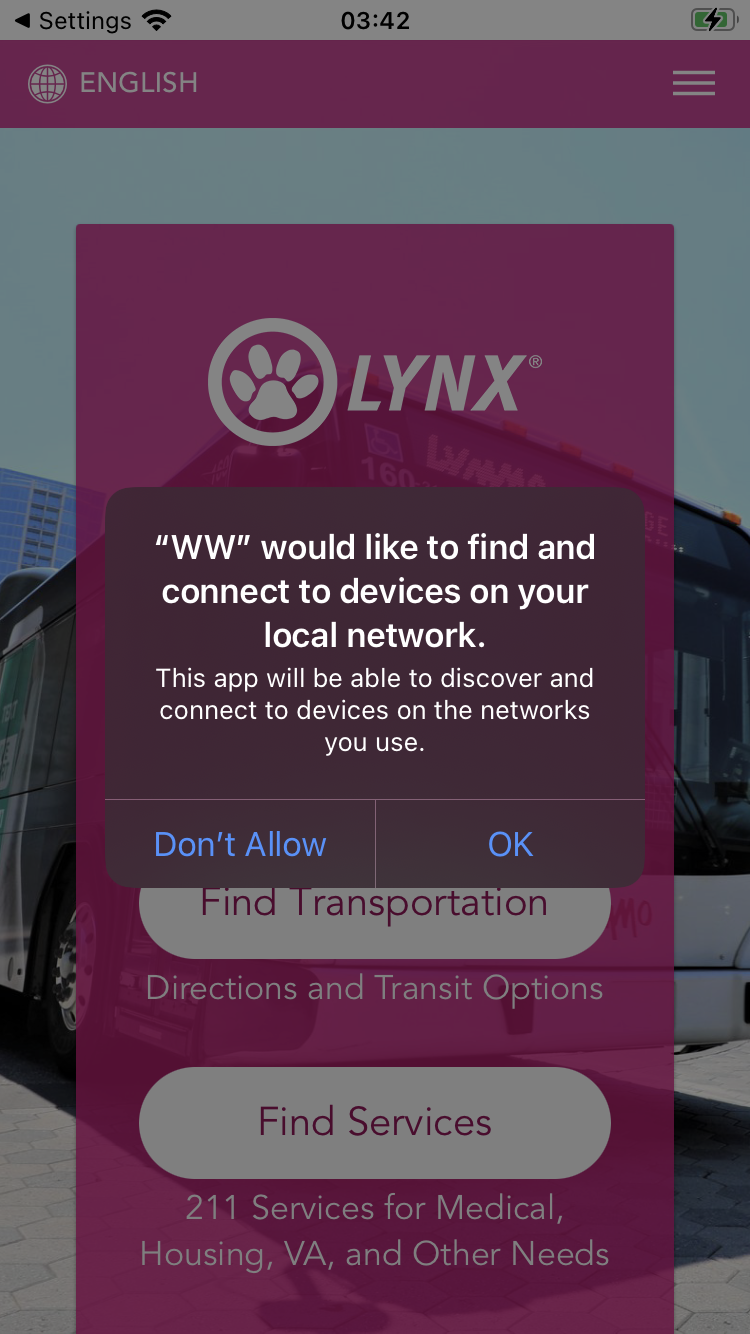 Settings
03:42
ENGLISH
LYNX®
160
LYMMO
“WW” would like to find and
connect to devices on your
local network.
This app will be able to discover and
connect to devices on the networks
you use.
Don’t Allow
OK
Find Transportation
Directions and Transit Options
Find Services
211 Services for Medical,
Housing, VA, and Other Needs